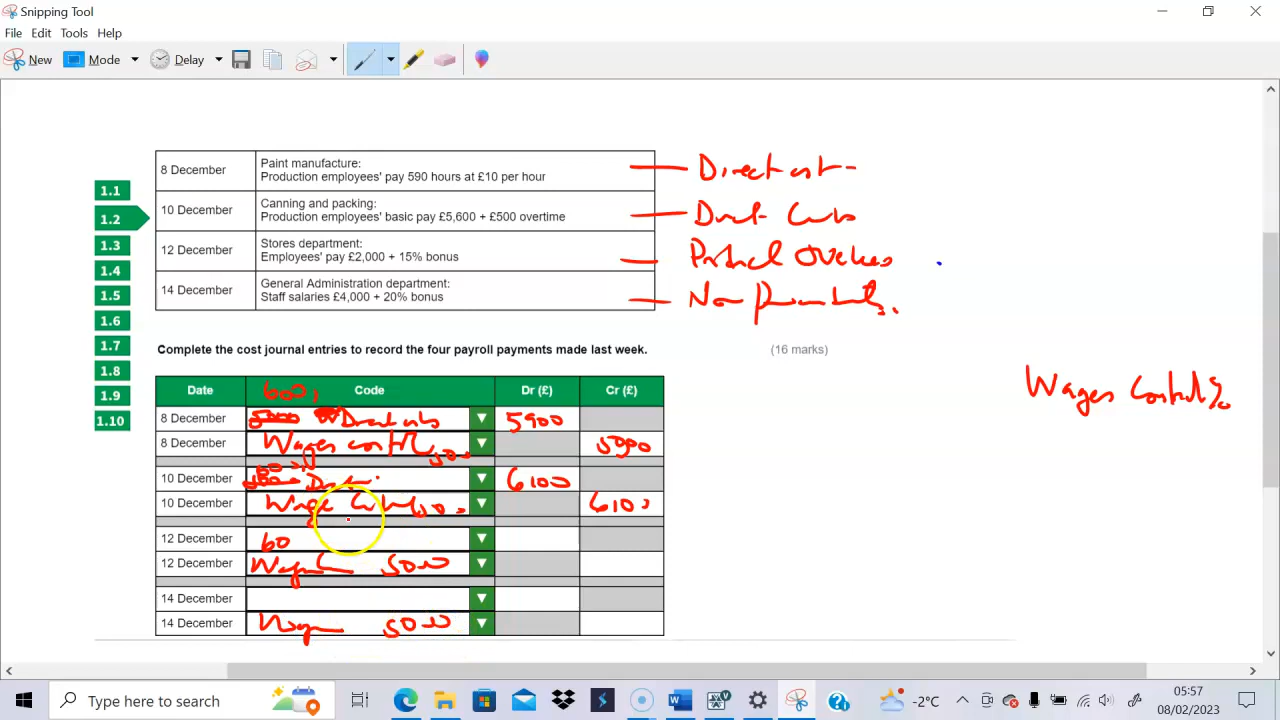 Snipping Tool
File Edit Tools Help
New Mode Delay
8 December Paint manufacture:
Production employees' pay 590 hours at £10 per hour
Direct
1.1
10 December Canning and packing:
Production employees' basic pay £5,600 + £500 overtime
1.2
12 December Stores department:
Employees' pay £2,000 + 15% bonus
1.3
1.4
14 December General Administration department:
Staff salaries £4,000 + 20% bonus
Non
1.5
1.6
1.7
Complete the cost journal entries to record the four payroll payments made last week. (16 marks)
1.8
Date Code Dr (£) Cr (£)
Wages Control
1.9
8 December 5900
1.10
8 December Wages 5900
10 December 6100
10 December Wage 6100
12 December 60
12 December 5000
14 December
14 December 5000
Type here to search
-2°C
05:57
08/02/2023